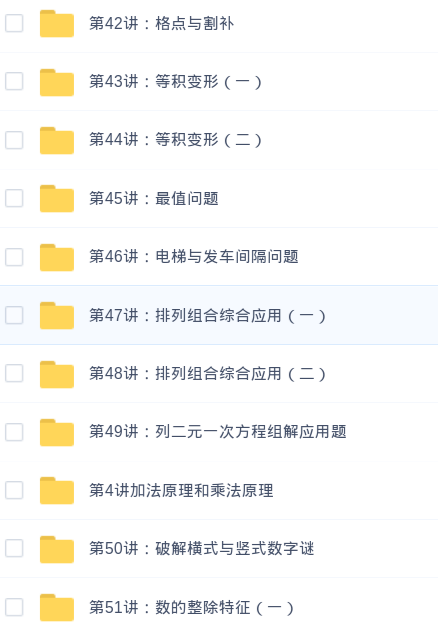 第42讲：格点与割补
第43讲：等积变形（一）
第44讲：等积变形（二）
第45讲：最值问题
第46讲：电梯与发车间隔问题
第47讲：排列组合综合应用（一）
第48讲：排列组合综合应用（二）
第49讲：列二元一次方程组解应用题
第4讲加法原理和乘法原理
第50讲：破解横式与竖式数字谜
第51讲：数的整除特征（一）